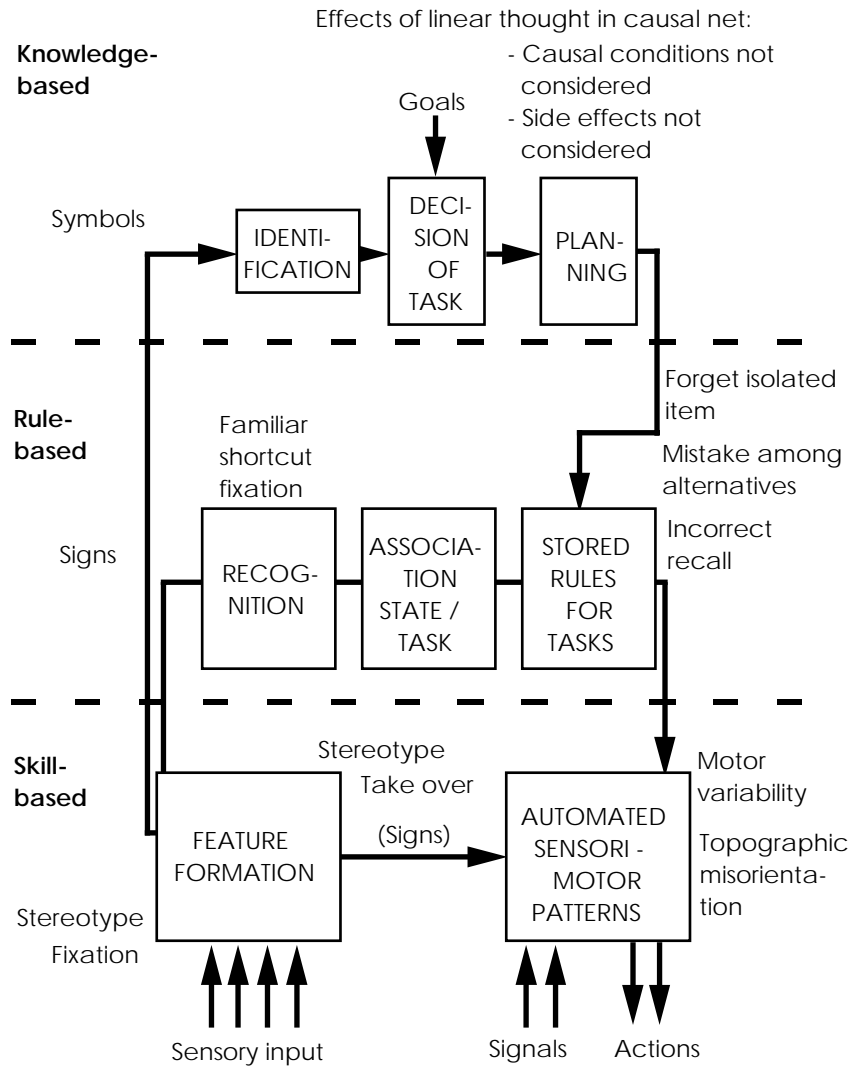 Effects of linear thought in causal net:
- Causal conditions not
considered
- Side effects not
considered
Knowledge-
based
Goals
Symbols
IDENTI-
FICATION
DECI-
SION
OF
TASK
PLAN-
NING
Forget isolated
item
Rule-
based
Familiar
shortcut
fixation
Mistake among
alternatives
Signs
RECOG-
NITION
ASSOCIA-
TION
STATE /
TASK
STORED
RULES
FOR
TASKS
Incorrect
recall
Skill-
based
Stereotype
Take over
(Signs)
Motor
variability
FEATURE
FORMATION
AUTOMATED
SENSORI -
MOTOR
PATTERNS
Topographic
misorienta-
tion
Stereotype
Fixation
Sensory input
Signals
Actions